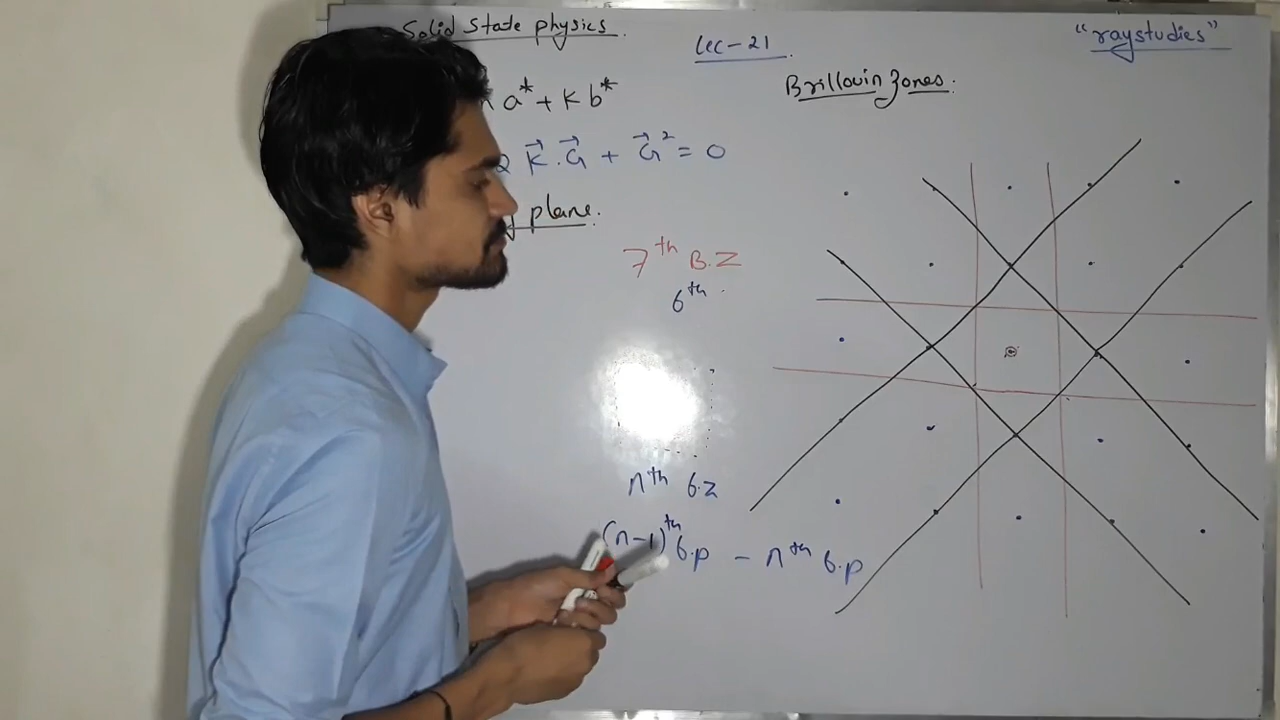 Solid State physics
Lec-21
"raystudies"
Brillouin Zones:
a* + k b*
2 K⃗.G⃗ + G⃗² = 0
plane.
7th B.Z
6th
nth B.Z
(n-1)th B.P - nth B.P